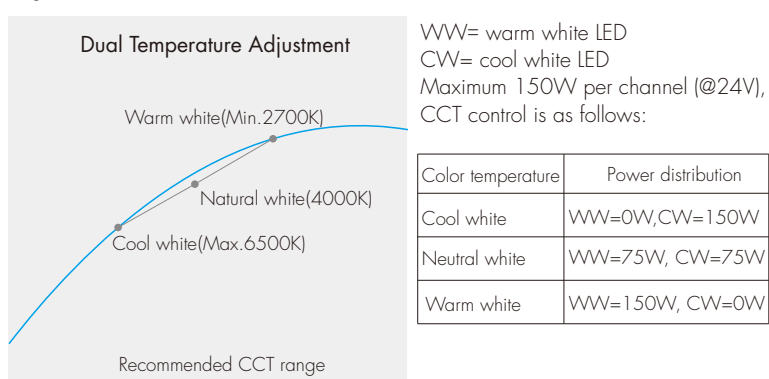 Dual Temperature Adjustment
Warm white(Min.2700K)
Natural white(4000K)
Cool white(Max.6500K)
Recommended CCT range
WW= warm white LED
CW= cool white LED
Maximum 150W per channel (@24V),
CCT control is as follows:
Color temperature Power distribution
Cool white WW=0W,CW=150W
Neutral white WW=75W, CW=75W
Warm white WW=150W, CW=0W